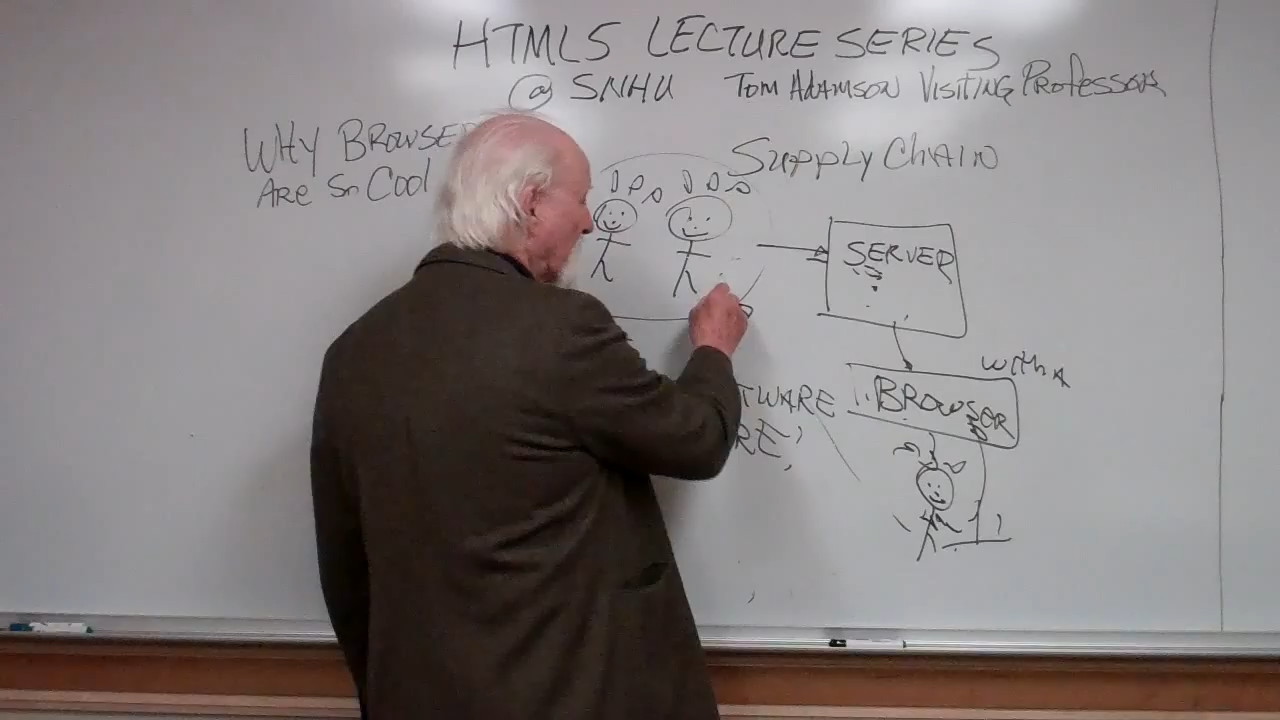 HTML5 LECTURE SERIES
@ SNHU TOM ADAMSON VISITING PROFESSOR
WHY BROWSE
ARE So Cool
Supply CHAIN
SERVER
WITH A
BROWSER
TWARE
RE,